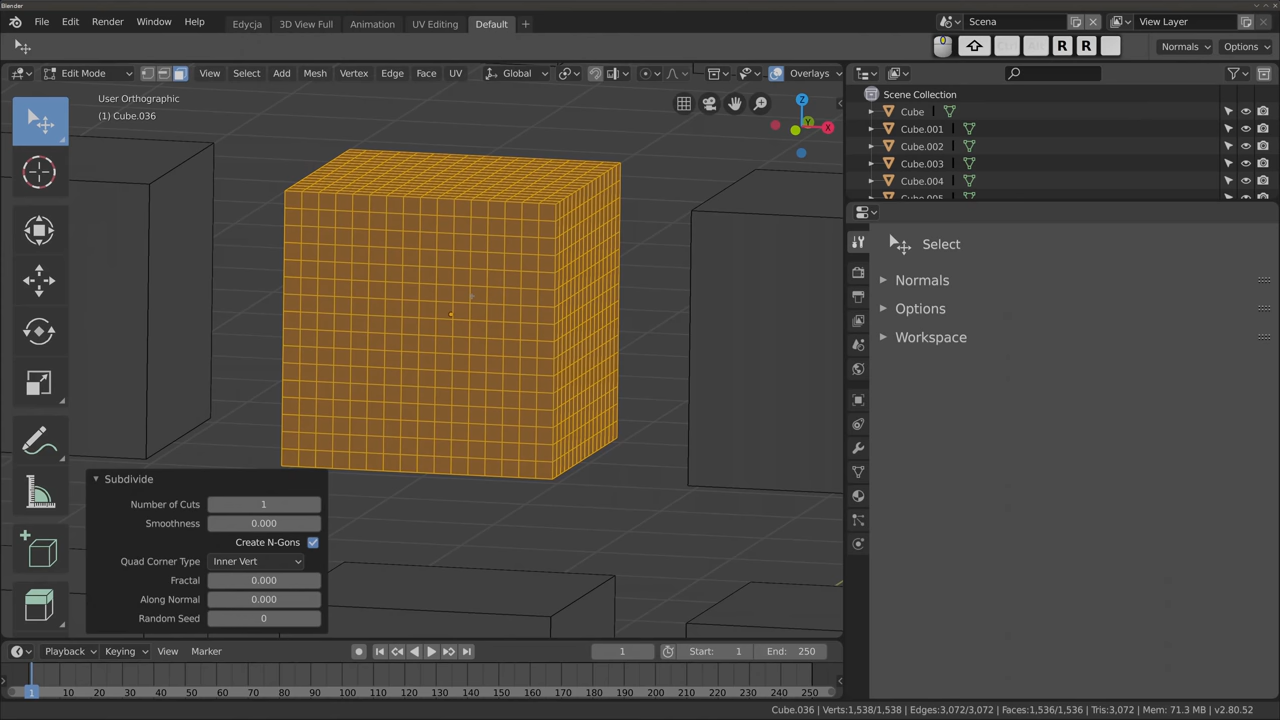 Blender
File Edit Render Window Help Edycja 3D View Full Animation UV Editing Default + Scena View Layer
R R Normals Options
Edit Mode View Select Add Mesh Vertex Edge Face UV Global Overlays
User Orthographic
(1) Cube.036
Z
Y
X
Scene Collection
Cube
Cube.001
Cube.002
Cube.003
Cube.004
Cube.005
Select
Normals
Options
Workspace
Subdivide
Number of Cuts 1
Smoothness 0.000
Create N-Gons
Quad Corner Type Inner Vert
Fractal 0.000
Along Normal 0.000
Random Seed 0
Playback Keying View Marker 1 Start: 1 End: 250
1 10 20 30 40 50 60 70 80 90 100 110 120 130 140 150 160 170 180 190 200 210 220 230 240 250
Cube.036 | Verts:1,538/1,538 | Edges:3,072/3,072 | Faces:1,536/1,536 | Tris:3,072 | Mem: 71.3 MB | v2.80.52